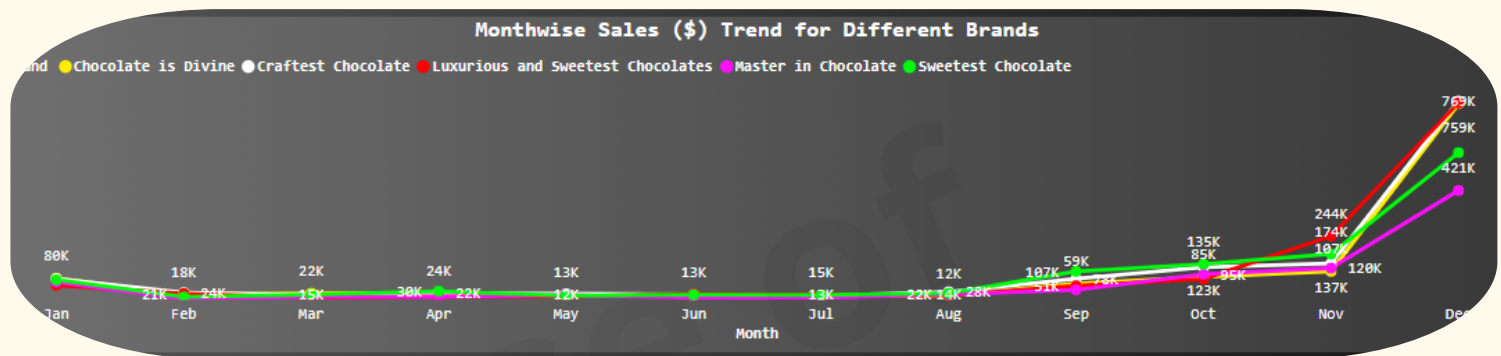 Monthwise Sales ($) Trend for Different Brands
nd Chocolate is Divine Craftest Chocolate Luxurious and Sweetest Chocolates Master in Chocolate Sweetest Chocolate
769K
759K
421K
244K
174K
107K
120K
137K
135K
85K
95K
123K
59K
107K
51K
78K
80K
18K
21K
24K
22K
15K
24K
30K
22K
13K
12K
13K
15K
13K
12K
22K
14K
28K
Jan Feb Mar Apr May Jun Jul Aug Sep Oct Nov Dec
Month